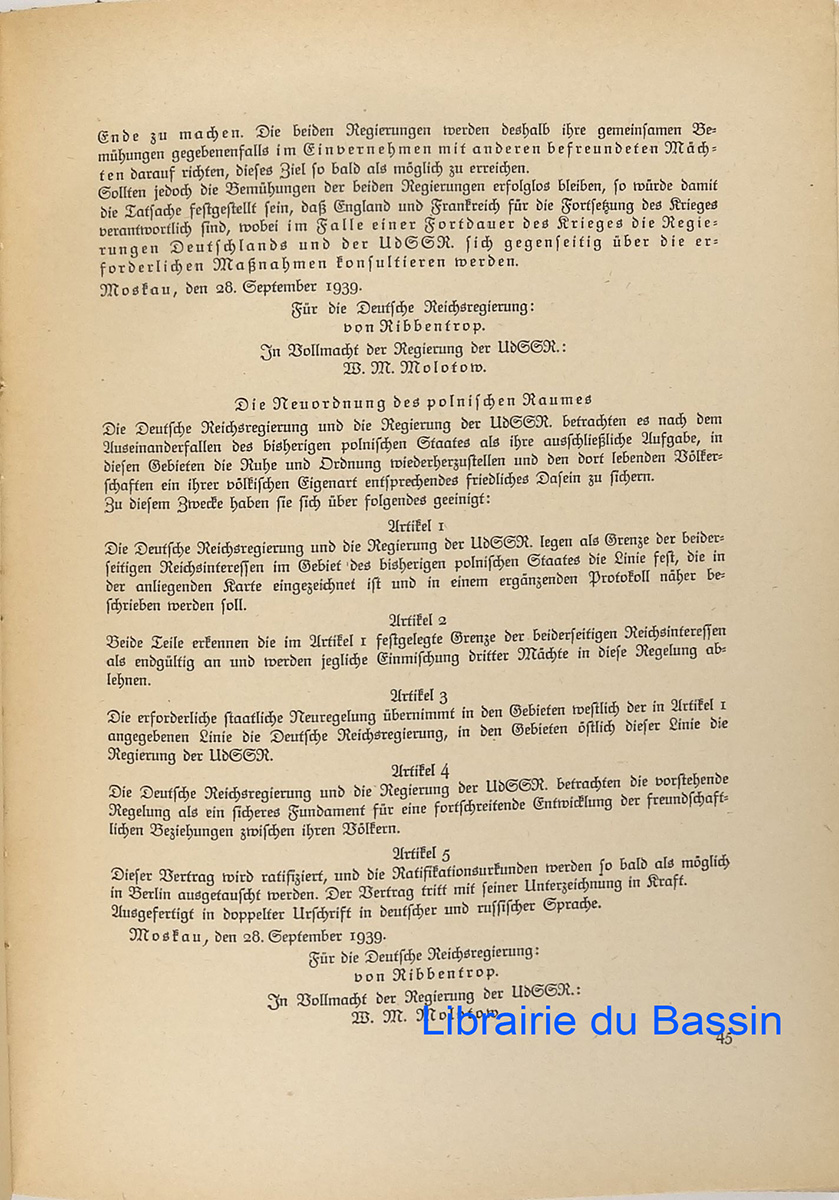 Ende zu machen. Die beiden Regierungen werden deshalb ihre gemeinsamen Be-
mühungen gegebenenfalls im Einvernehmen mit anderen befreundeten Mäch-
ten darauf richten, dieses Ziel so bald als möglich zu erreichen.
Sollten jedoch die Bemühungen der beiden Regierungen erfolglos bleiben, so würde damit
die Tatsache festgestellt sein, daß England und Frankreich für die Fortsetzung des Krieges
verantwortlich sind, wobei im Falle einer Fortdauer des Krieges die Regie-
rungen Deutschlands und der UdSSR. sich gegenseitig über die er-
forderlichen Maßnahmen konsultieren werden.
Moskau, den 28. September 1939.
Für die Deutsche Reichsregierung:
von Ribbentrop.
In Vollmacht der Regierung der UdSSR.:
W. M. Molotow.
Die Neuordnung des polnischen Raumes
Die Deutsche Reichsregierung und die Regierung der UdSSR. betrachten es nach dem
Auseinanderfallen des bisherigen polnischen Staates als ihre ausschließliche Aufgabe, in
diesen Gebieten die Ruhe und Ordnung wiederherzustellen und den dort lebenden Völker-
schaften ein ihrer völkischen Eigenart entsprechendes friedliches Dasein zu sichern.
Zu diesem Zwecke haben sie sich über folgendes geeinigt:
Artikel 1
Die Deutsche Reichsregierung und die Regierung der UdSSR. legen als Grenze der beider-
seitigen Reichsinteressen im Gebiet des bisherigen polnischen Staates die Linie fest, die in
der anliegenden Karte eingezeichnet ist und in einem ergänzenden Protokoll näher be-
schrieben werden soll.
Artikel 2
Beide Teile erkennen die im Artikel 1 festgelegte Grenze der beiderseitigen Reichsinteressen
als endgültig an und werden jegliche Einmischung dritter Mächte in diese Regelung ab-
lehnen.
Artikel 3
Die erforderliche staatliche Neuregelung übernimmt in den Gebieten westlich der in Artikel 1
angegebenen Linie die Deutsche Reichsregierung, in den Gebieten östlich dieser Linie die
Regierung der UdSSR.
Artikel 4
Die Deutsche Reichsregierung und die Regierung der UdSSR. betrachten die vorstehende
Regelung als ein sicheres Fundament für eine fortschreitende Entwicklung der freundschaft-
lichen Beziehungen zwischen ihren Völkern.
Artikel 5
Dieser Vertrag wird ratifiziert, und die Ratifikationsurkunden werden so bald als möglich
in Berlin ausgetauscht werden. Der Vertrag tritt mit seiner Unterzeichnung in Kraft.
Ausgefertigt in doppelter Urschrift in deutscher und russischer Sprache.
Moskau, den 28. September 1939.
Für die Deutsche Reichsregierung:
von Ribbentrop.
In Vollmacht der Regierung der UdSSR.:
W. M. Molotow.
Librairie du Bassin
45